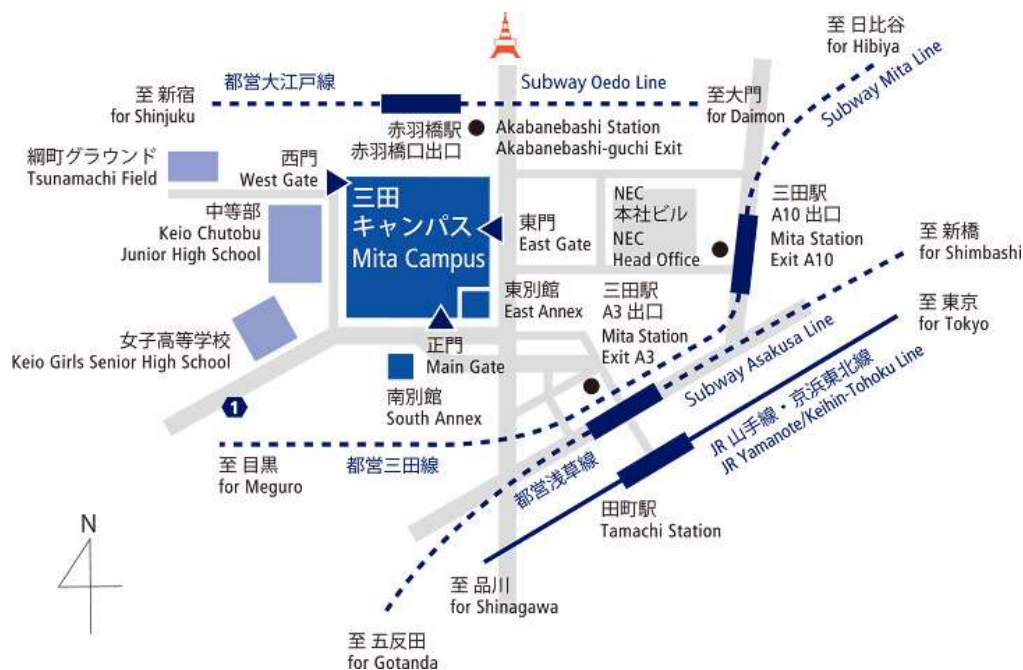 至 日比谷
for Hibiya
都営大江戸線
Subway Oedo Line
Subway Mita Line
至 新宿
for Shinjuku
至大門
for Daimon
赤羽橋駅
赤羽橋口出口
Akabanebashi Station
Akabanebashi-guchi Exit
綱町グラウンド
Tsunamachi Field
西門
West Gate
三田
キャンパス
Mita Campus
中等部
Keio Chutobu
Junior High School
東門
East Gate
NEC
本社ビル
NEC
Head Office
三田駅
A10 出口
Mita Station
Exit A10
至 新橋
for Shimbashi
東別館
East Annex
三田駅
A3 出口
Mita Station
Exit A3
至 東京
for Tokyo
女子高等学校
Keio Girls Senior High School
正門
Main Gate
Subway Asakusa Line
JR 山手線・京浜東北線
JR Yamanote/Keihin-Tohoku Line
南別館
South Annex
1
至 目黒
for Meguro
都営三田線
都営浅草線
田町駅
Tamachi Station
N
至 品川
for Shinagawa
至 五反田
for Gotanda